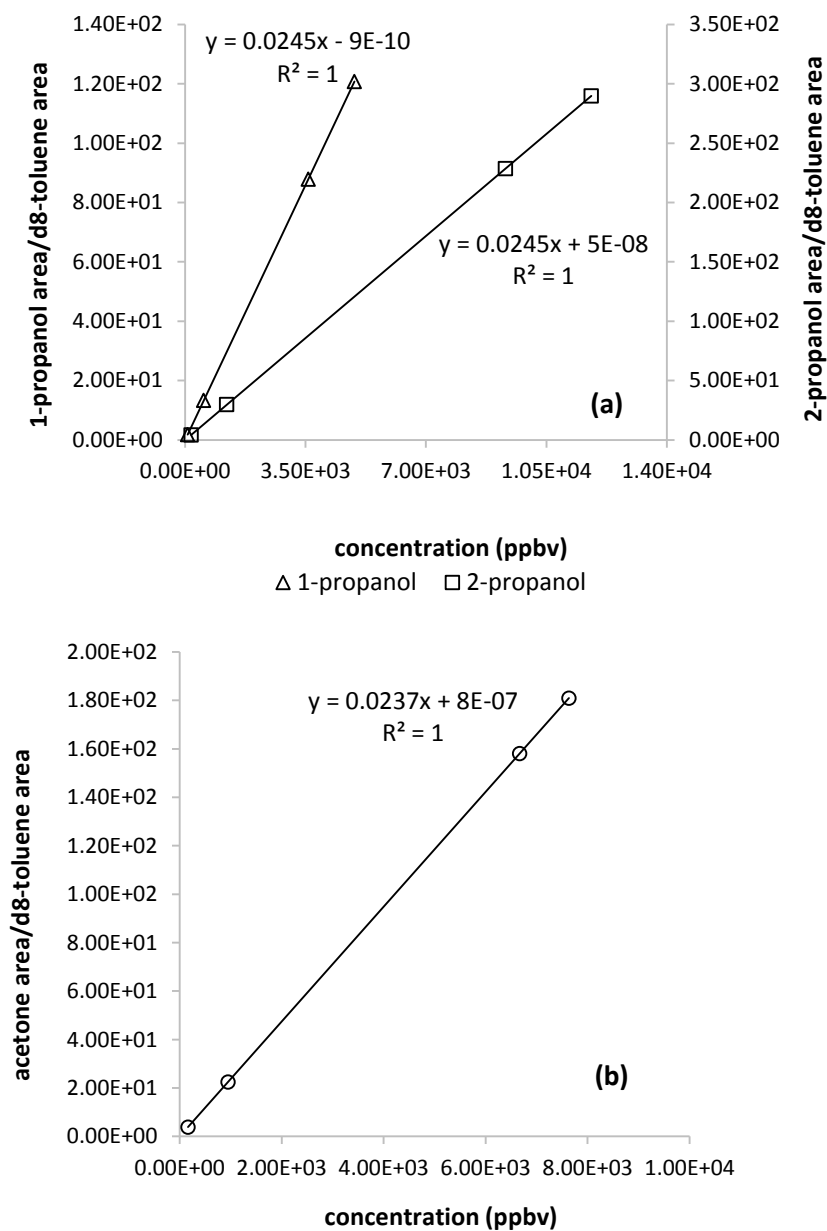 1.40E+02
1.20E+02
1.00E+02
8.00E+01
6.00E+01
4.00E+01
2.00E+01
0.00E+00
1-propanol area/d8-toluene area
y = 0.0245x - 9E-10
R² = 1
y = 0.0245x + 5E-08
R² = 1
(a)
3.50E+02
3.00E+02
2.50E+02
2.00E+02
1.50E+02
1.00E+02
5.00E+01
0.00E+00
2-propanol area/d8-toluene area
0.00E+00 3.50E+03 7.00E+03 1.05E+04 1.40E+04
concentration (ppbv)
1-propanol 2-propanol
2.00E+02
1.80E+02
1.60E+02
1.40E+02
1.20E+02
1.00E+02
8.00E+01
6.00E+01
4.00E+01
2.00E+01
0.00E+00
acetone area/d8-toluene area
y = 0.0237x + 8E-07
R² = 1
(b)
0.00E+00 2.00E+03 4.00E+03 6.00E+03 8.00E+03 1.00E+04
concentration (ppbv)